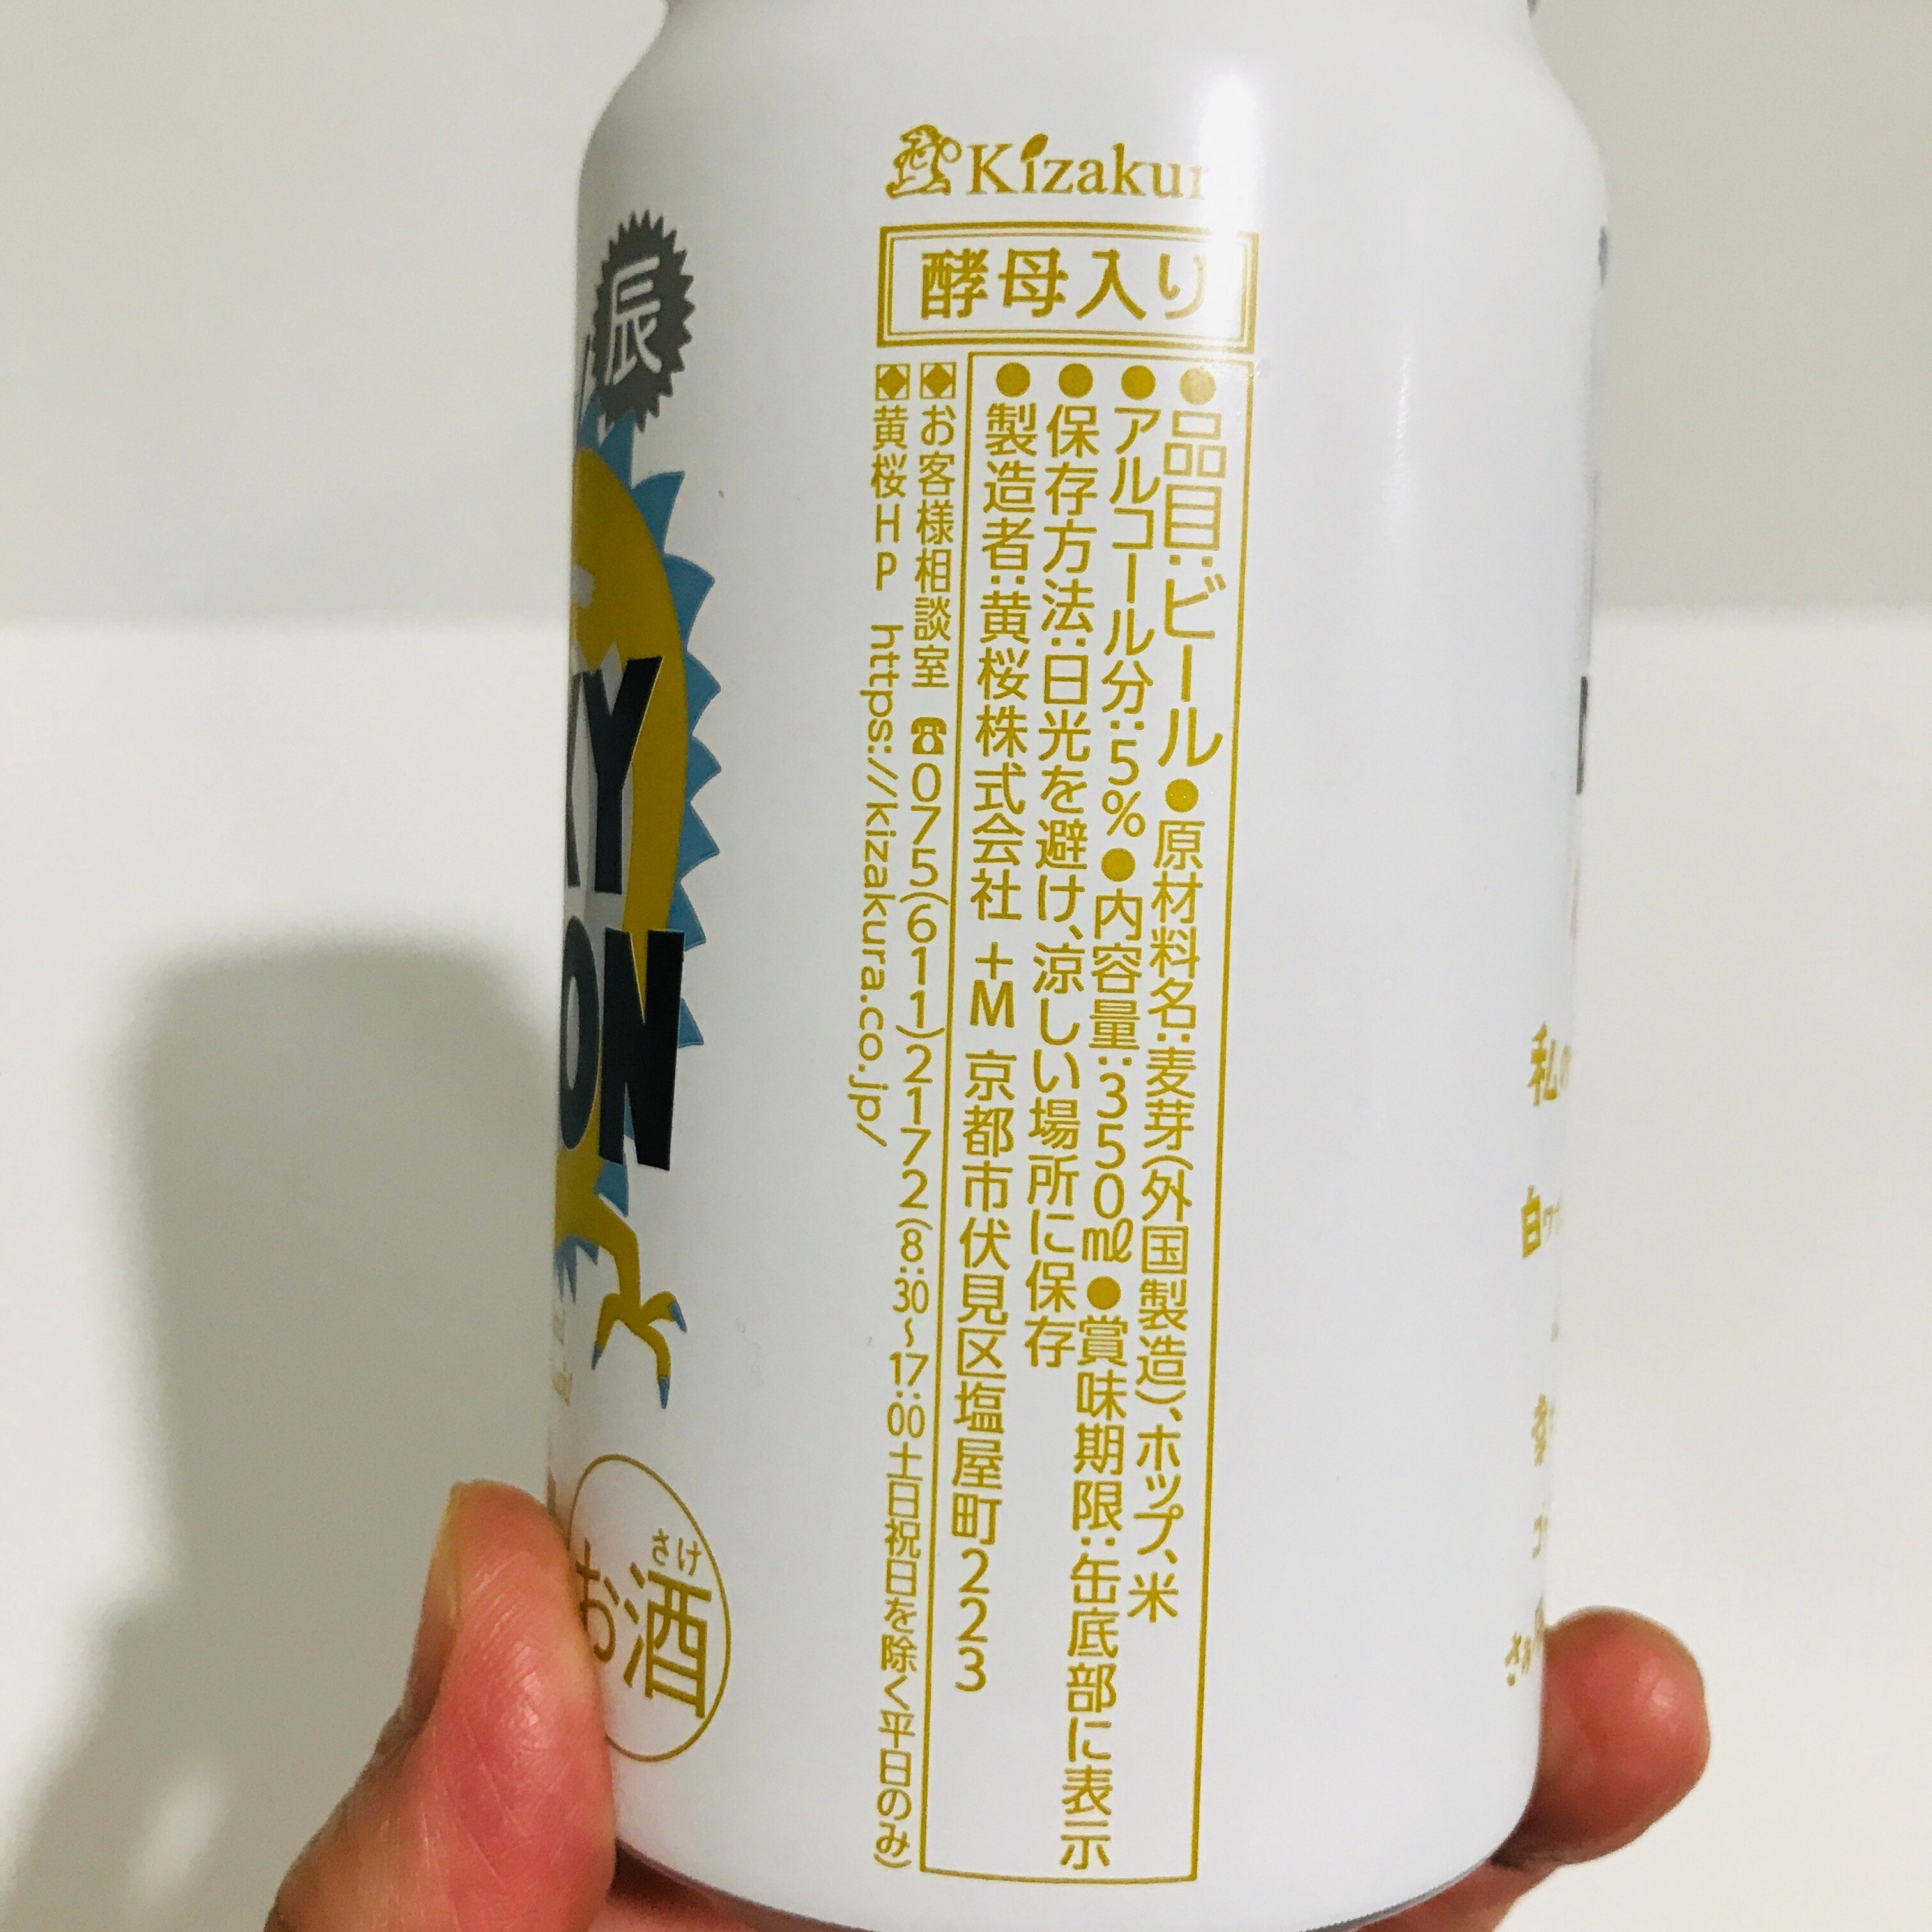 Kizakur
酵母入り
●品目:ビール●原材料名:麦芽(外国製造)、ホップ、米
●アルコール分:5%●内容量:350㎖●賞味期限:缶底部に表示
●保存方法:日光を避け、涼しい場所に保存
●製造者:黄桜株式会社 +M 京都市伏見区塩屋町223
お客様相談室 ☎075(611)2172(8:30~17:00土日祝日を除く平日のみ)
黄桜HP https://kizakura.co.jp/
辰
KY
ON
さけ
お酒
私の
白